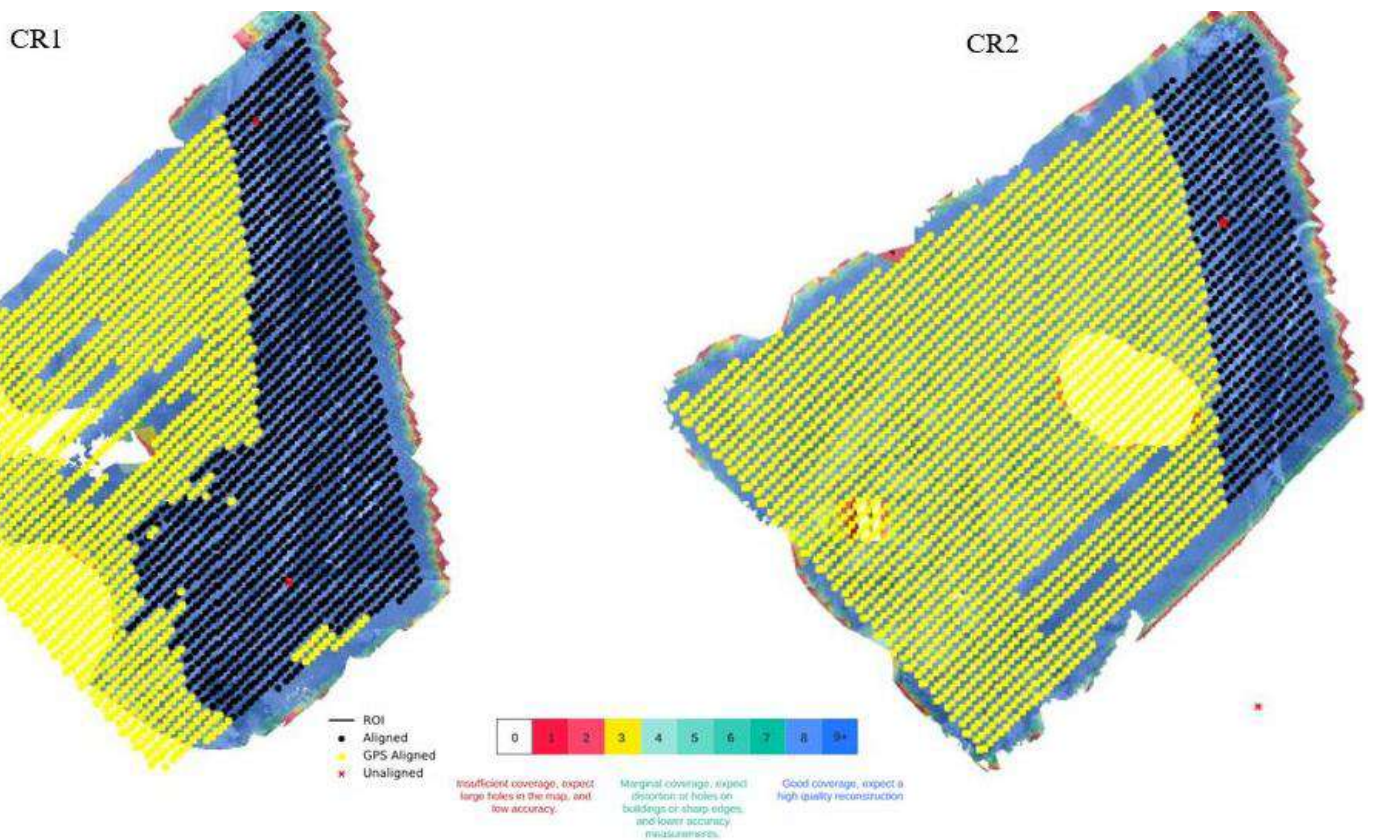 CR1
CR2
ROI
Aligned
GPS Aligned
Unaligned
0 1 2 3 4 5 6 7 8 9+
Insufficient coverage, expect
large holes in the map, and
low accuracy.
Marginal coverage, expect
distortion or holes on
buildings or sharp edges,
and lower accuracy
measurements.
Good coverage, expect a
high quality reconstruction